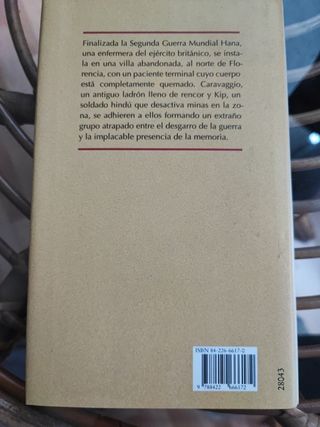 Finalizada la Segunda Guerra Mundial Hana,
una enfermera del ejército británico, se insta-
la en una villa abandonada, al norte de Flo-
rencia, con un paciente terminal cuyo cuerpo
está completamente quemado. Caravaggio,
un antiguo ladrón lleno de rencor y Kip, un
soldado hindú que desactiva minas en la zo-
na, se adhieren a ellos formando un extraño
grupo atrapado entre el desgarro de la guerra
y la implacable presencia de la memoria.
ISBN 84-226-6617-2
9 788422 666172
28043